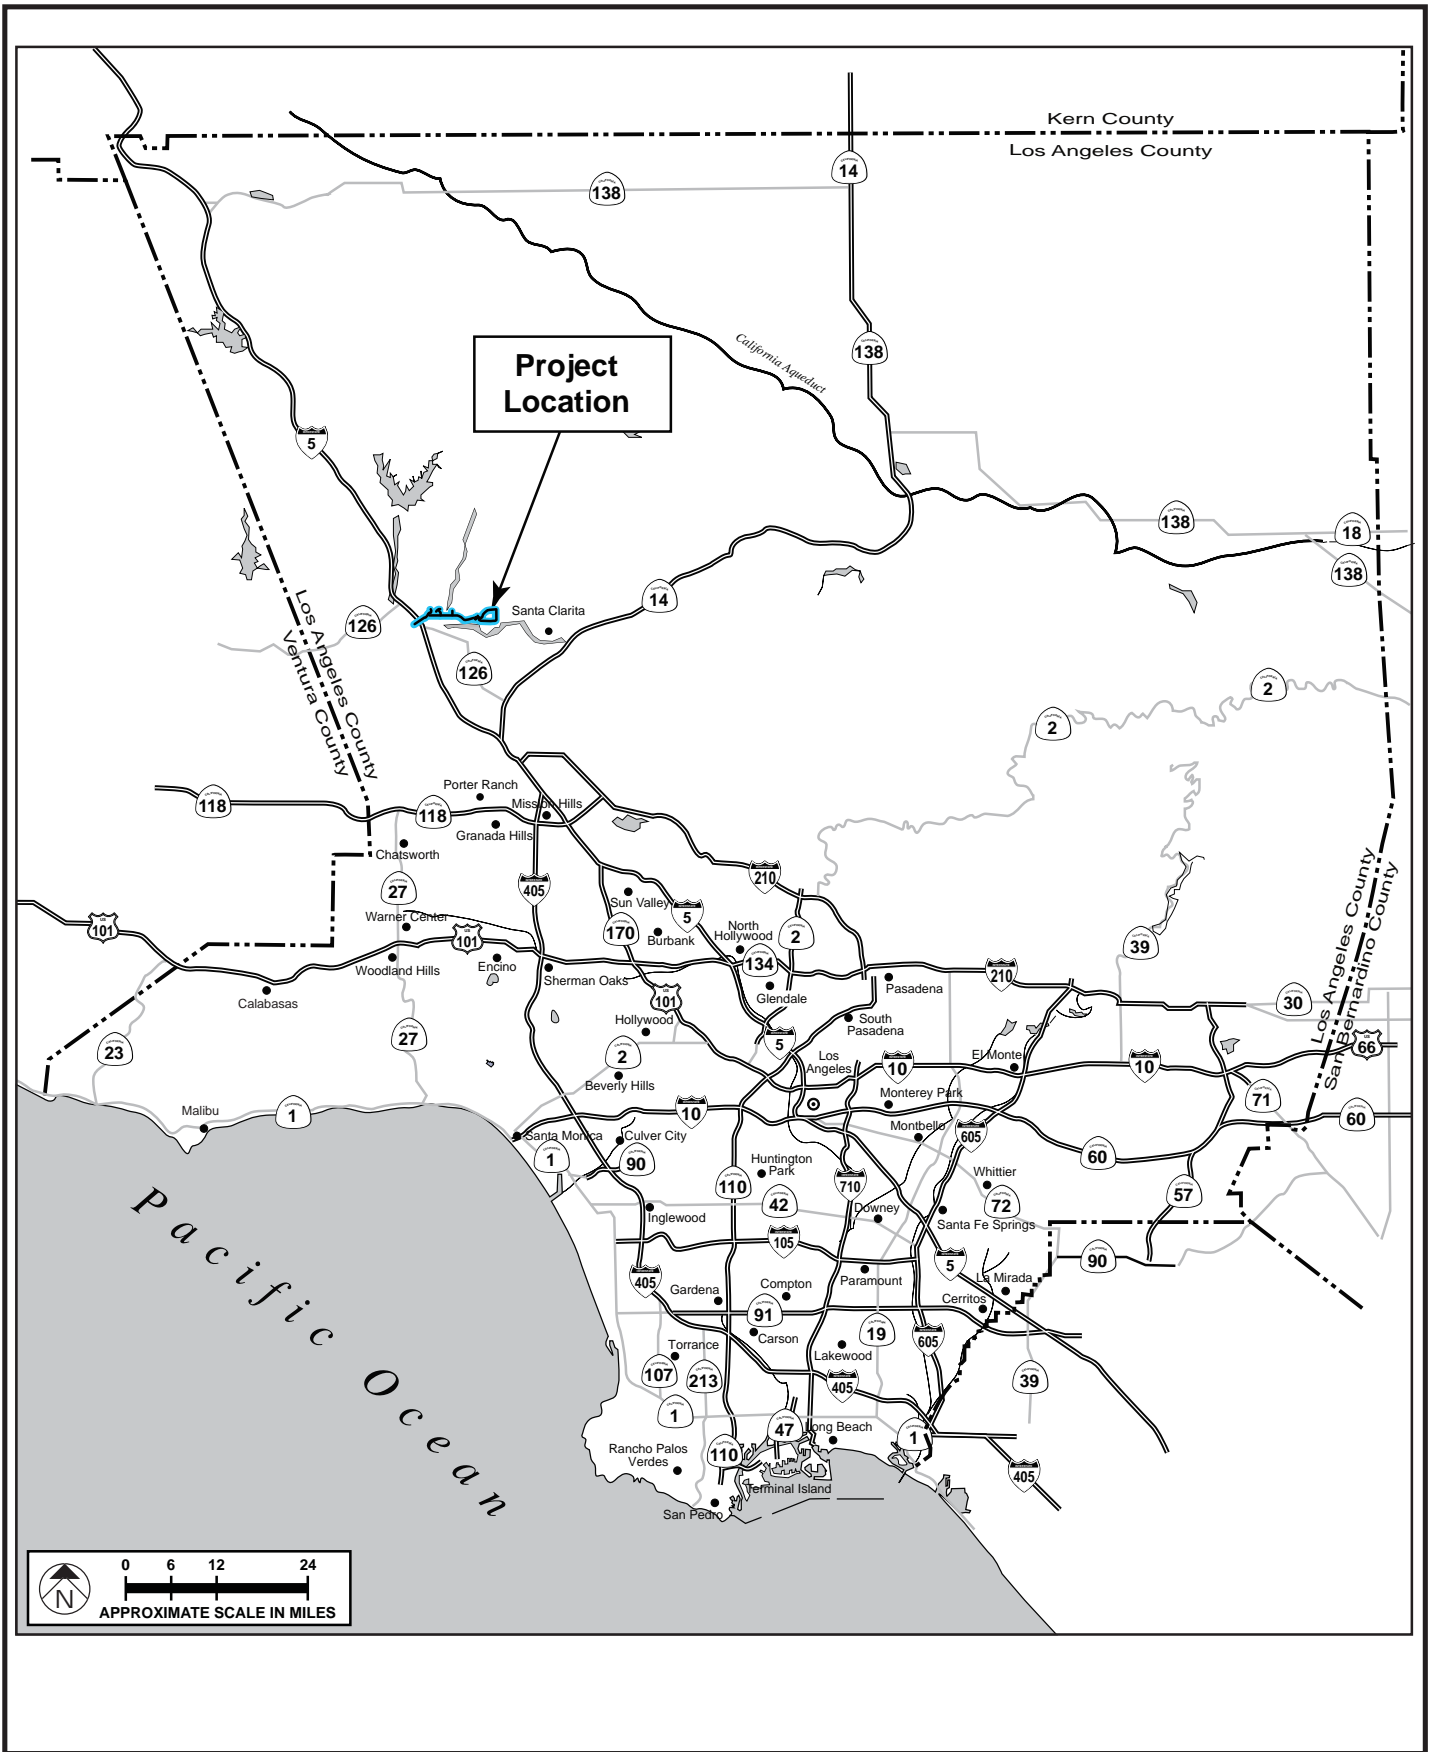 Kern County
Los Angeles County
14
138
California Aqueduct
138
Project
Location
5
138
18
138
14
126
Santa Clarita
126
Los Angeles County
Ventura County
2
2
Porter Ranch
118
118
Mission Hills
Granada Hills
Chatsworth
27
405
210
Sun Valley
5
Warner Center
US
101
US
101
170
Burbank
North
Hollywood
2
39
Los Angeles County
San Bernardino County
Woodland Hills
Encino
Sherman Oaks
134
210
Pasadena
Calabasas
US
101
Glendale
30
Hollywood
South
Pasadena
23
27
2
5
Los
Angeles
10
El Monte
10
US
66
Beverly Hills
Malibu
1
10
Monterey Park
71
60
Santa Monica
Culver City
Montbello
605
1
90
Huntington
Park
60
110
710
Whittier
42
72
57
Inglewood
Downey
Santa Fe Springs
105
5
90
405
Paramount
La Mirada
Gardena
Compton
Cerritos
91
Carson
19
605
Torrance
Lakewood
107
213
405
39
1
47
Long Beach
1
Rancho Palos
Verdes
110
405
Terminal Island
San Pedro
Pacific Ocean
0 6 12 24
N
APPROXIMATE SCALE IN MILES